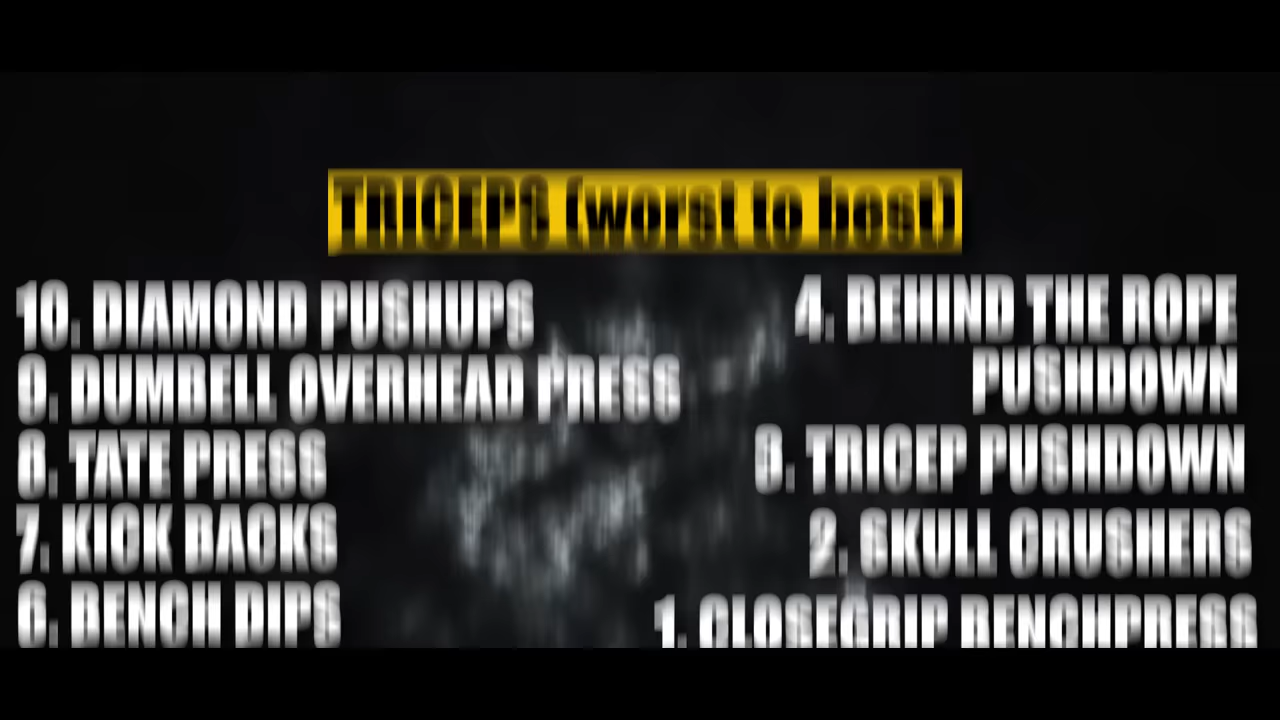 TRICEPS (worst to best)
10. DIAMOND PUSHUPS
9. DUMBELL OVERHEAD PRESS
8. TATE PRESS
7. KICK BACKS
6. BENCH DIPS
4. BEHIND THE ROPE
PUSHDOWN
3. TRICEP PUSHDOWN
2. SKULL CRUSHERS
1. CLOSEGRIP BENCHPRESS